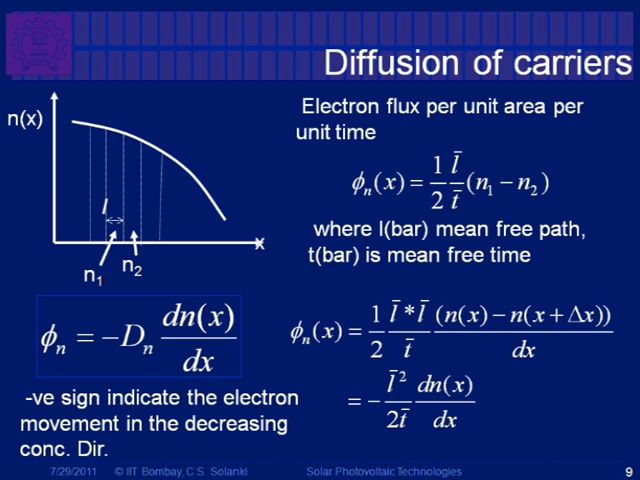 Diffusion of carriers
n(x)
l
n1
n2
x
Electron flux per unit area per
unit time
ϕn(x) = 1/2 l̄/t̄ (n1 − n2)
where l(bar) mean free path,
t(bar) is mean free time
ϕn(x) = 1/2 l̄*l̄/t̄ (n(x) − n(x + Δx))/dx
= − l̄²/2t̄ dn(x)/dx
ϕn = −Dn dn(x)/dx
-ve sign indicate the electron
movement in the decreasing
conc. Dir.
7/29/2011 © IIT Bombay, C.S. Solanki Solar Photovoltaic Technologies 9